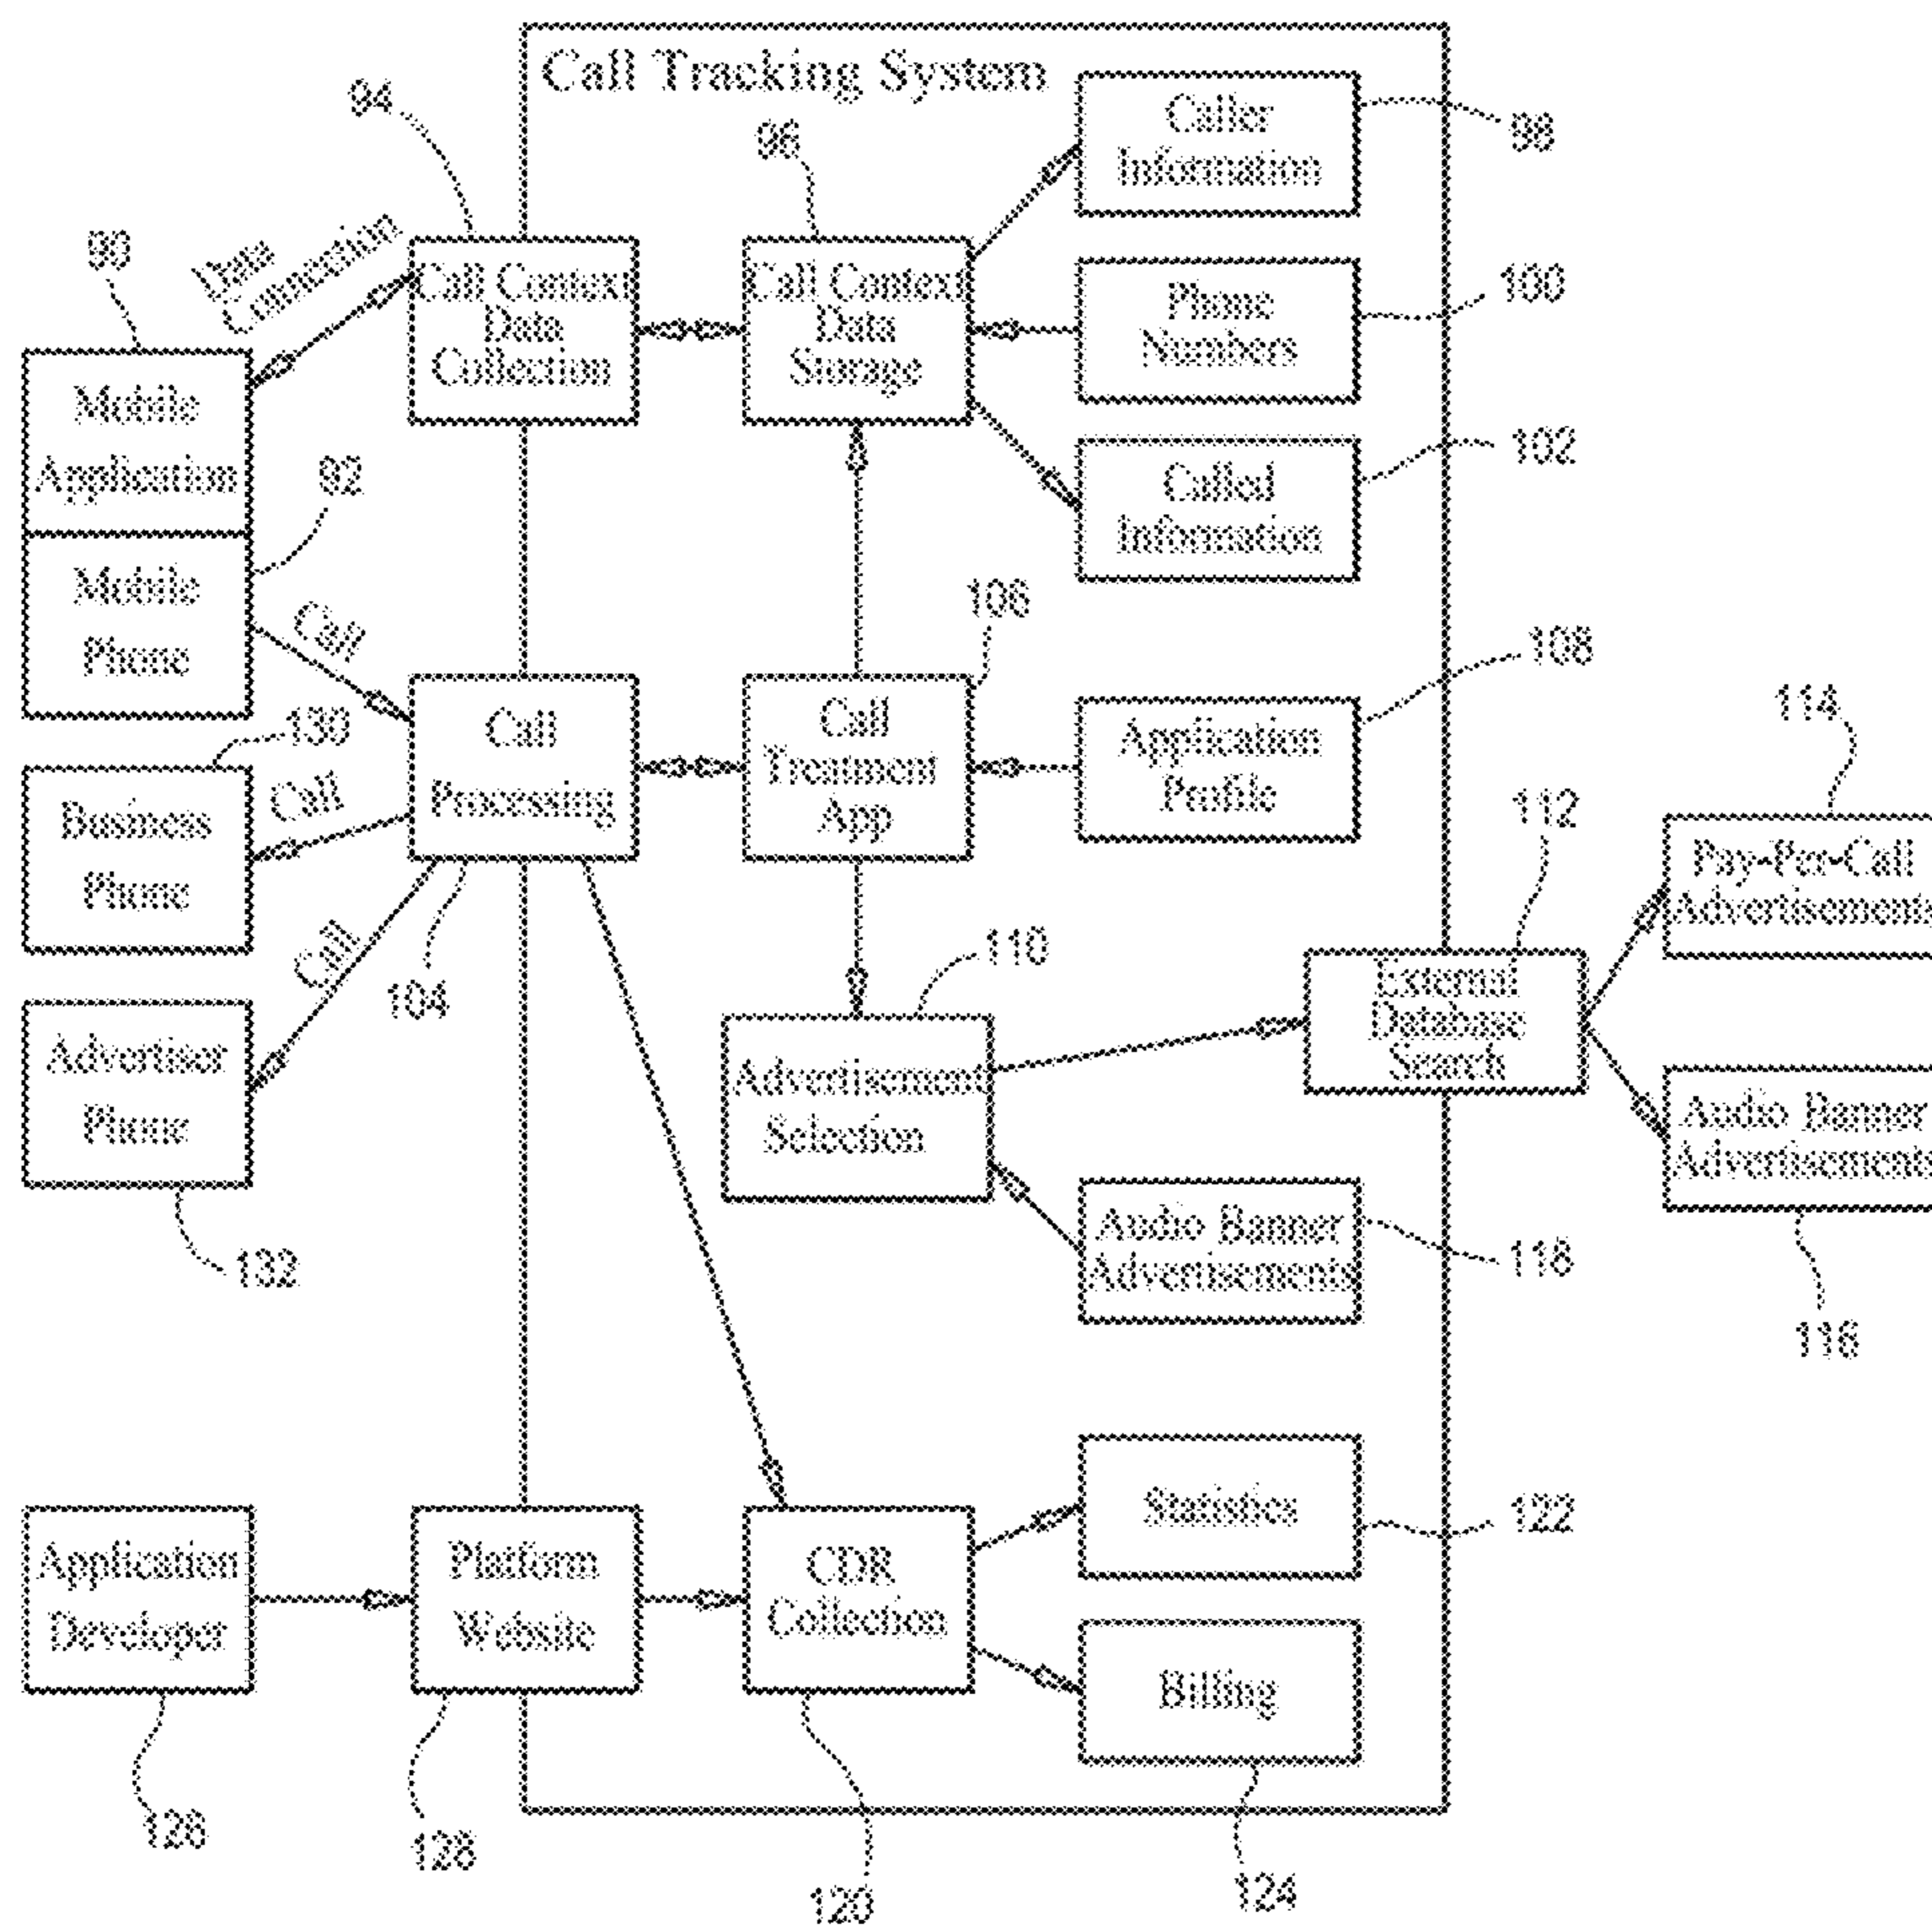 Call Tracking System
94
96
Caller
Information
98
90
Data
Connection
Call Context
Data
Collection
Call Context
Data
Storage
Phone
Numbers
100
Mobile
Application
92
Called
Information
102
Mobile
Phone
Call
106
108
130
Call
Processing
Call
Treatment
App
Application
Profile
114
Business
Phone
Call
112
Pay-Per-Call
Advertisements
Call
104
110
External
Database
Search
Advertiser
Phone
Advertisement
Selection
Audio Banner
Advertisements
132
Audio Banner
Advertisements
118
116
Application
Developer
Platform
Website
CDR
Collection
Statistics
122
Billing
126
128
120
124